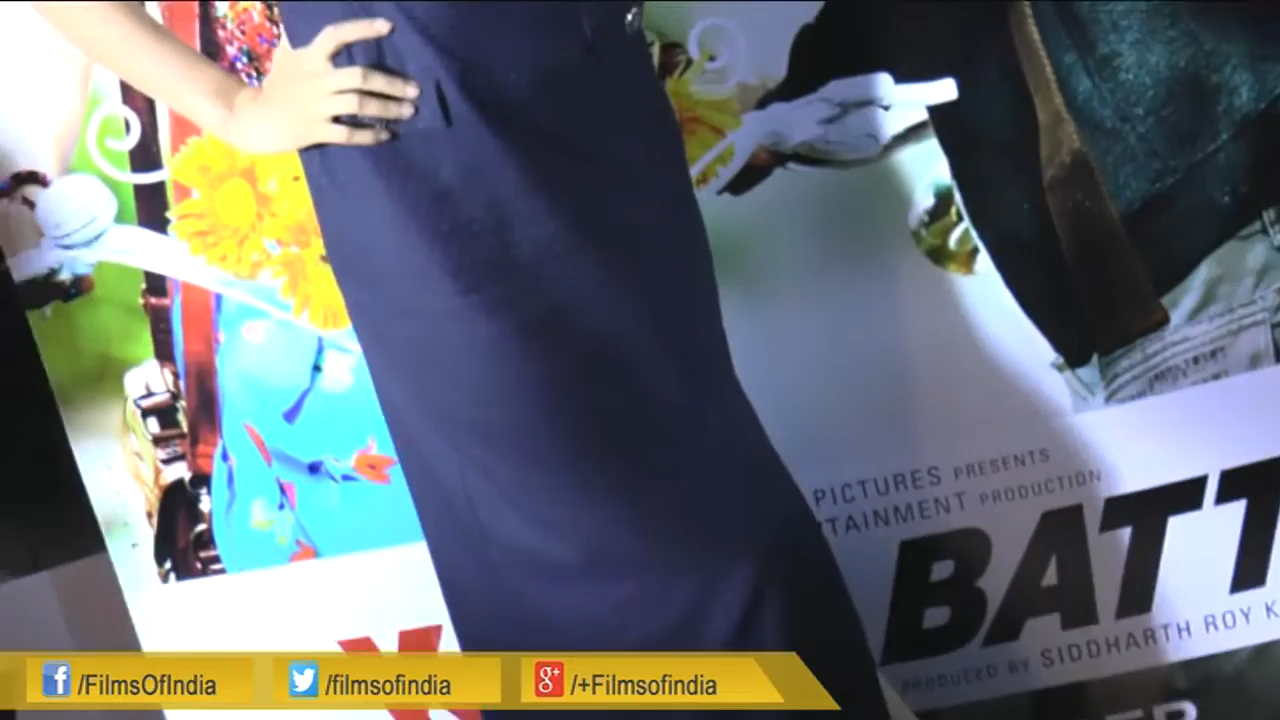 PICTURES PRESENTS
TAINMENT PRODUCTION
BATT
PRODUCED BY SIDDHARTH ROY K
/FilmsOfIndia
/filmsofindia
/+Filmsofindia